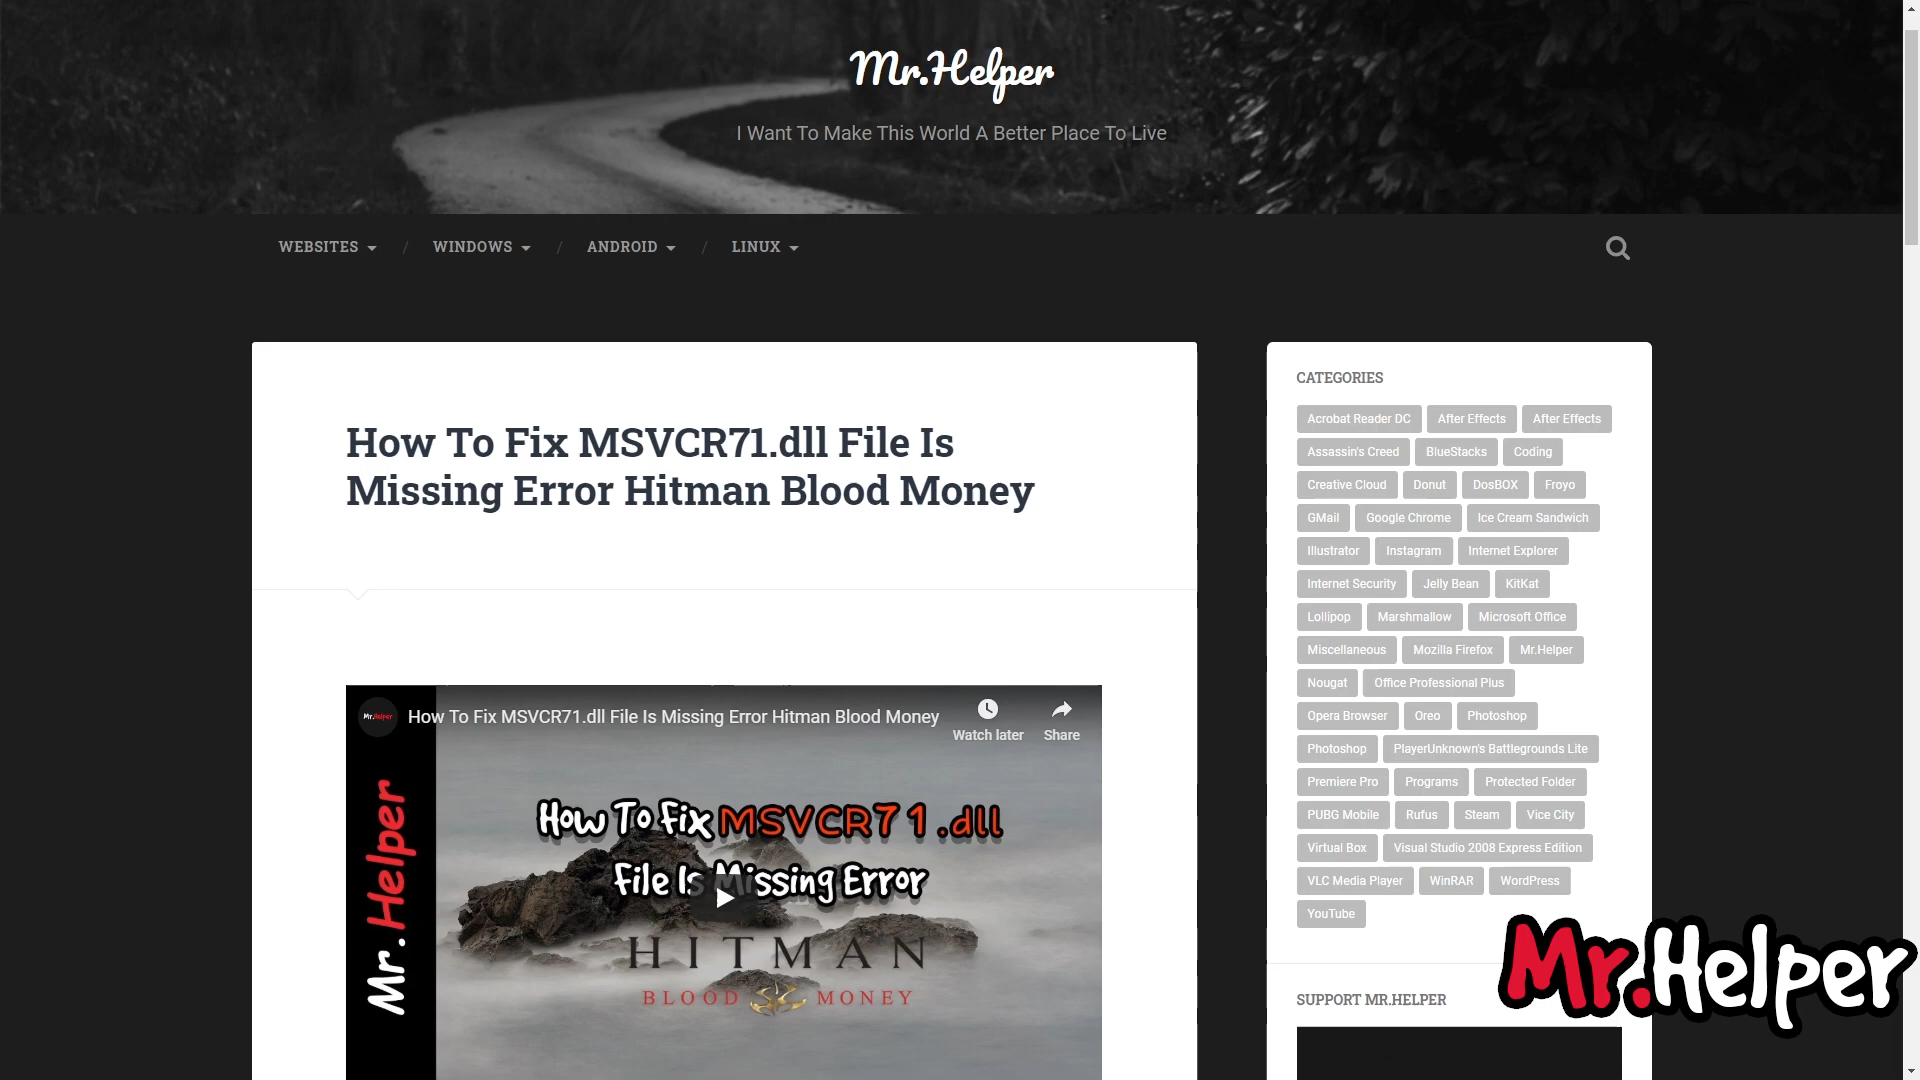 Mr.Helper
I Want To Make This World A Better Place To Live
WEBSITES / WINDOWS / ANDROID / LINUX
How To Fix MSVCR71.dll File Is
Missing Error Hitman Blood Money
Mr.Helper
How To Fix MSVCR71.dll File Is Missing Error Hitman Blood Money
Watch later
Share
Mr.Helper
How To Fix MSVCR71.dll
File Is Missing Error
HITMAN
BLOOD MONEY
CATEGORIES
Acrobat Reader DC After Effects After Effects
Assassin's Creed BlueStacks Coding
Creative Cloud Donut DosBOX Froyo
GMail Google Chrome Ice Cream Sandwich
Illustrator Instagram Internet Explorer
Internet Security Jelly Bean KitKat
Lollipop Marshmallow Microsoft Office
Miscellaneous Mozilla Firefox Mr.Helper
Nougat Office Professional Plus
Opera Browser Oreo Photoshop
Photoshop PlayerUnknown's Battlegrounds Lite
Premiere Pro Programs Protected Folder
PUBG Mobile Rufus Steam Vice City
Virtual Box Visual Studio 2008 Express Edition
VLC Media Player WinRAR WordPress
YouTube
SUPPORT MR.HELPER
Mr.Helper